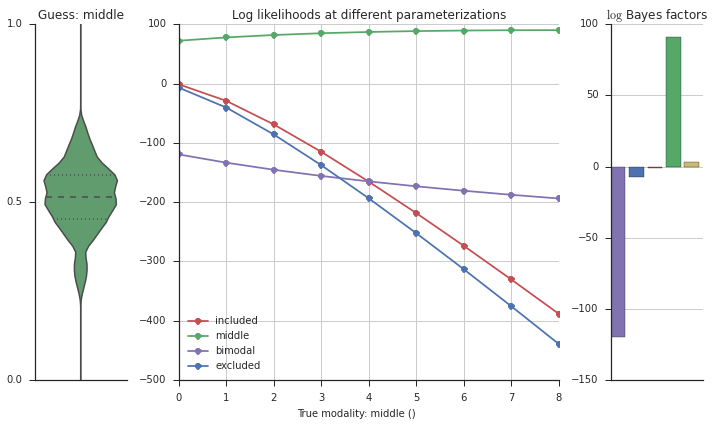 Guess: middle
1.0
0.5
0.0
Log likelihoods at different parameterizations
100
0
−100
−200
−300
−400
−500
included
middle
bimodal
excluded
0 1 2 3 4 5 6 7 8
True modality: middle ()
log Bayes factors
100
50
0
−50
−100
−150